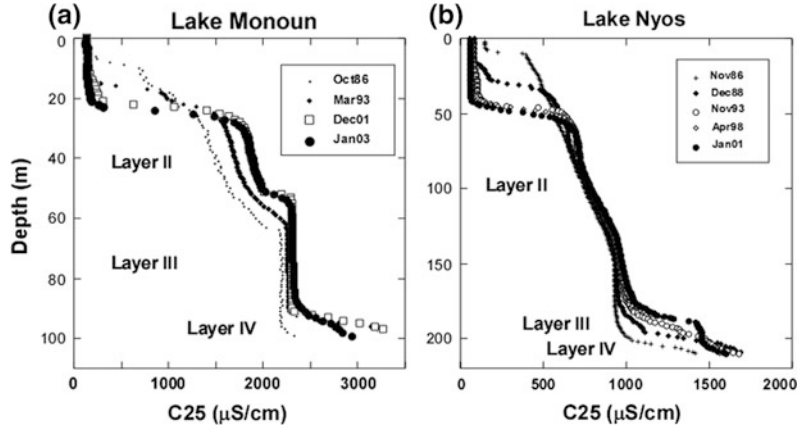 (a) Lake Monoun
0
20
40
60
80
100
Depth (m)
Oct86
Mar93
Dec01
Jan03
Layer II
Layer III
Layer IV
0 1000 2000 3000
C25 (µS/cm)
(b) Lake Nyos
0
50
100
150
200
Nov86
Dec88
Nov93
Apr98
Jan01
Layer II
Layer III
Layer IV
0 500 1000 1500 2000
C25 (µS/cm)